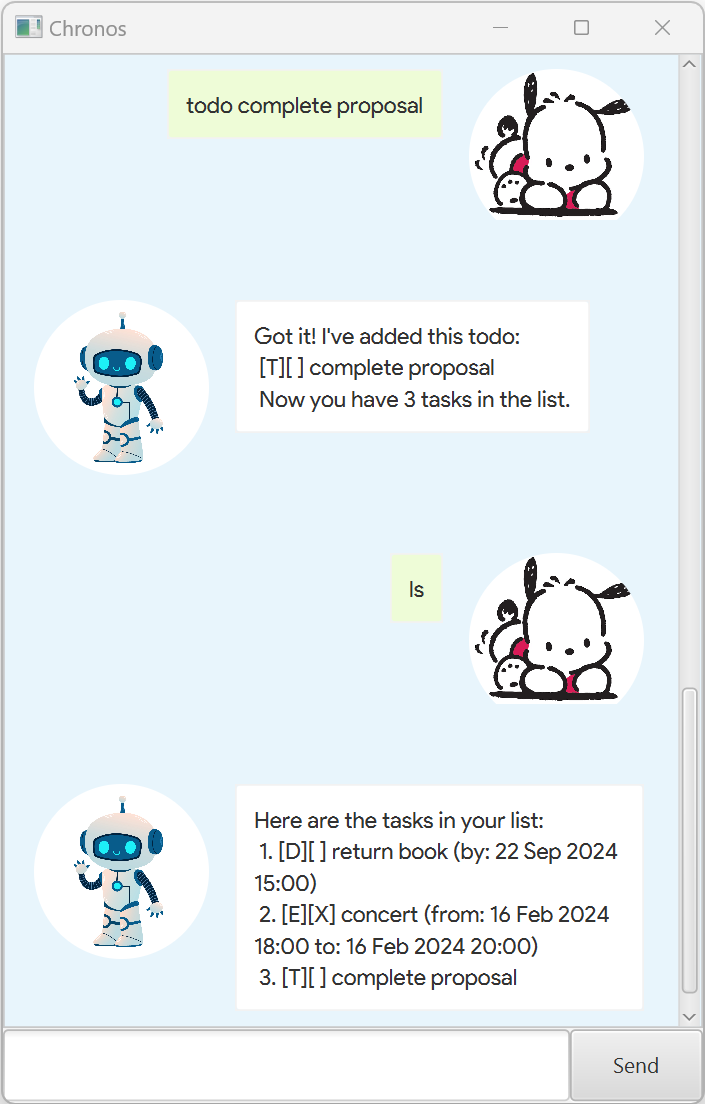 Chronos
todo complete proposal
Got it! I've added this todo:
[T][ ] complete proposal
Now you have 3 tasks in the list.
ls
Here are the tasks in your list:
1. [D][ ] return book (by: 22 Sep 2024
15:00)
2. [E][X] concert (from: 16 Feb 2024
18:00 to: 16 Feb 2024 20:00)
3. [T][ ] complete proposal
Send